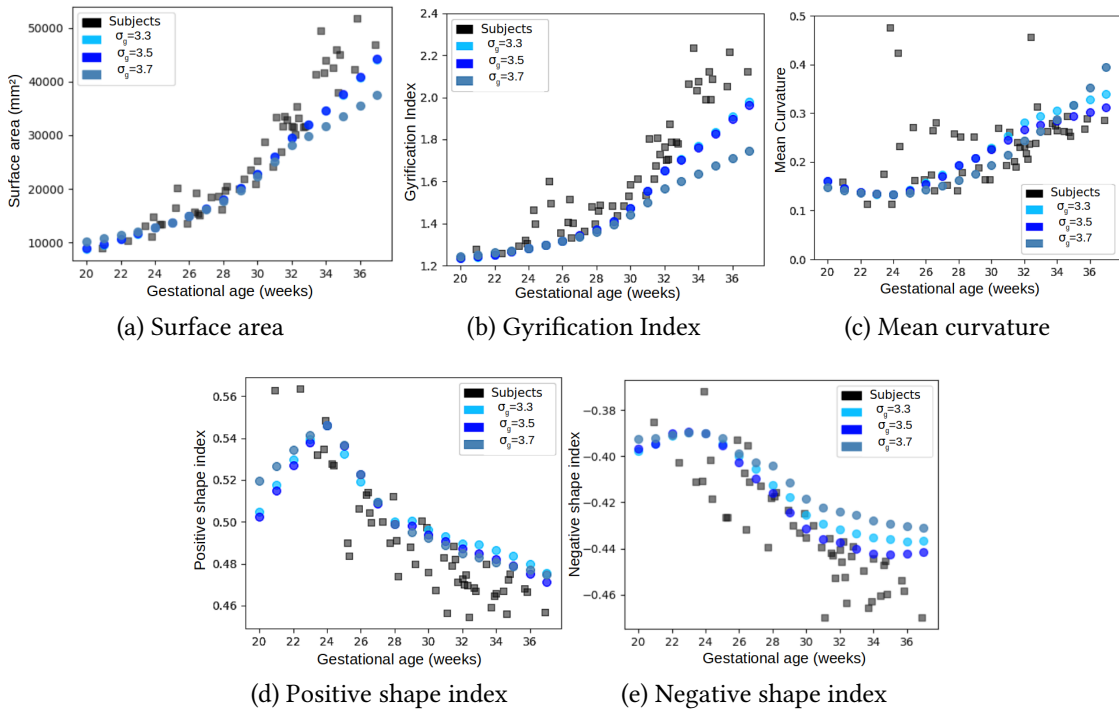 Subjects
σg=3.3
σg=3.5
σg=3.7
Surface area (mm²)
50000
40000
30000
20000
10000
20 22 24 26 28 30 32 34 36
Gestational age (weeks)
(a) Surface area
Subjects
σg=3.3
σg=3.5
σg=3.7
Gyrification Index
2.4
2.2
2.0
1.8
1.6
1.4
1.2
20 22 24 26 28 30 32 34 36
Gestational age (weeks)
(b) Gyrification Index
Mean Curvature
0.5
0.4
0.3
0.2
0.1
0.0
Subjects
σg=3.3
σg=3.5
σg=3.7
20 22 24 26 28 30 32 34 36
Gestational age (weeks)
(c) Mean curvature
Subjects
σg=3.3
σg=3.5
σg=3.7
Positive shape index
0.56
0.54
0.52
0.50
0.48
0.46
20 22 24 26 28 30 32 34 36
Gestational age (weeks)
(d) Positive shape index
Subjects
σg=3.3
σg=3.5
σg=3.7
Negative shape index
−0.38
−0.40
−0.42
−0.44
−0.46
20 22 24 26 28 30 32 34 36
Gestational age (weeks)
(e) Negative shape index